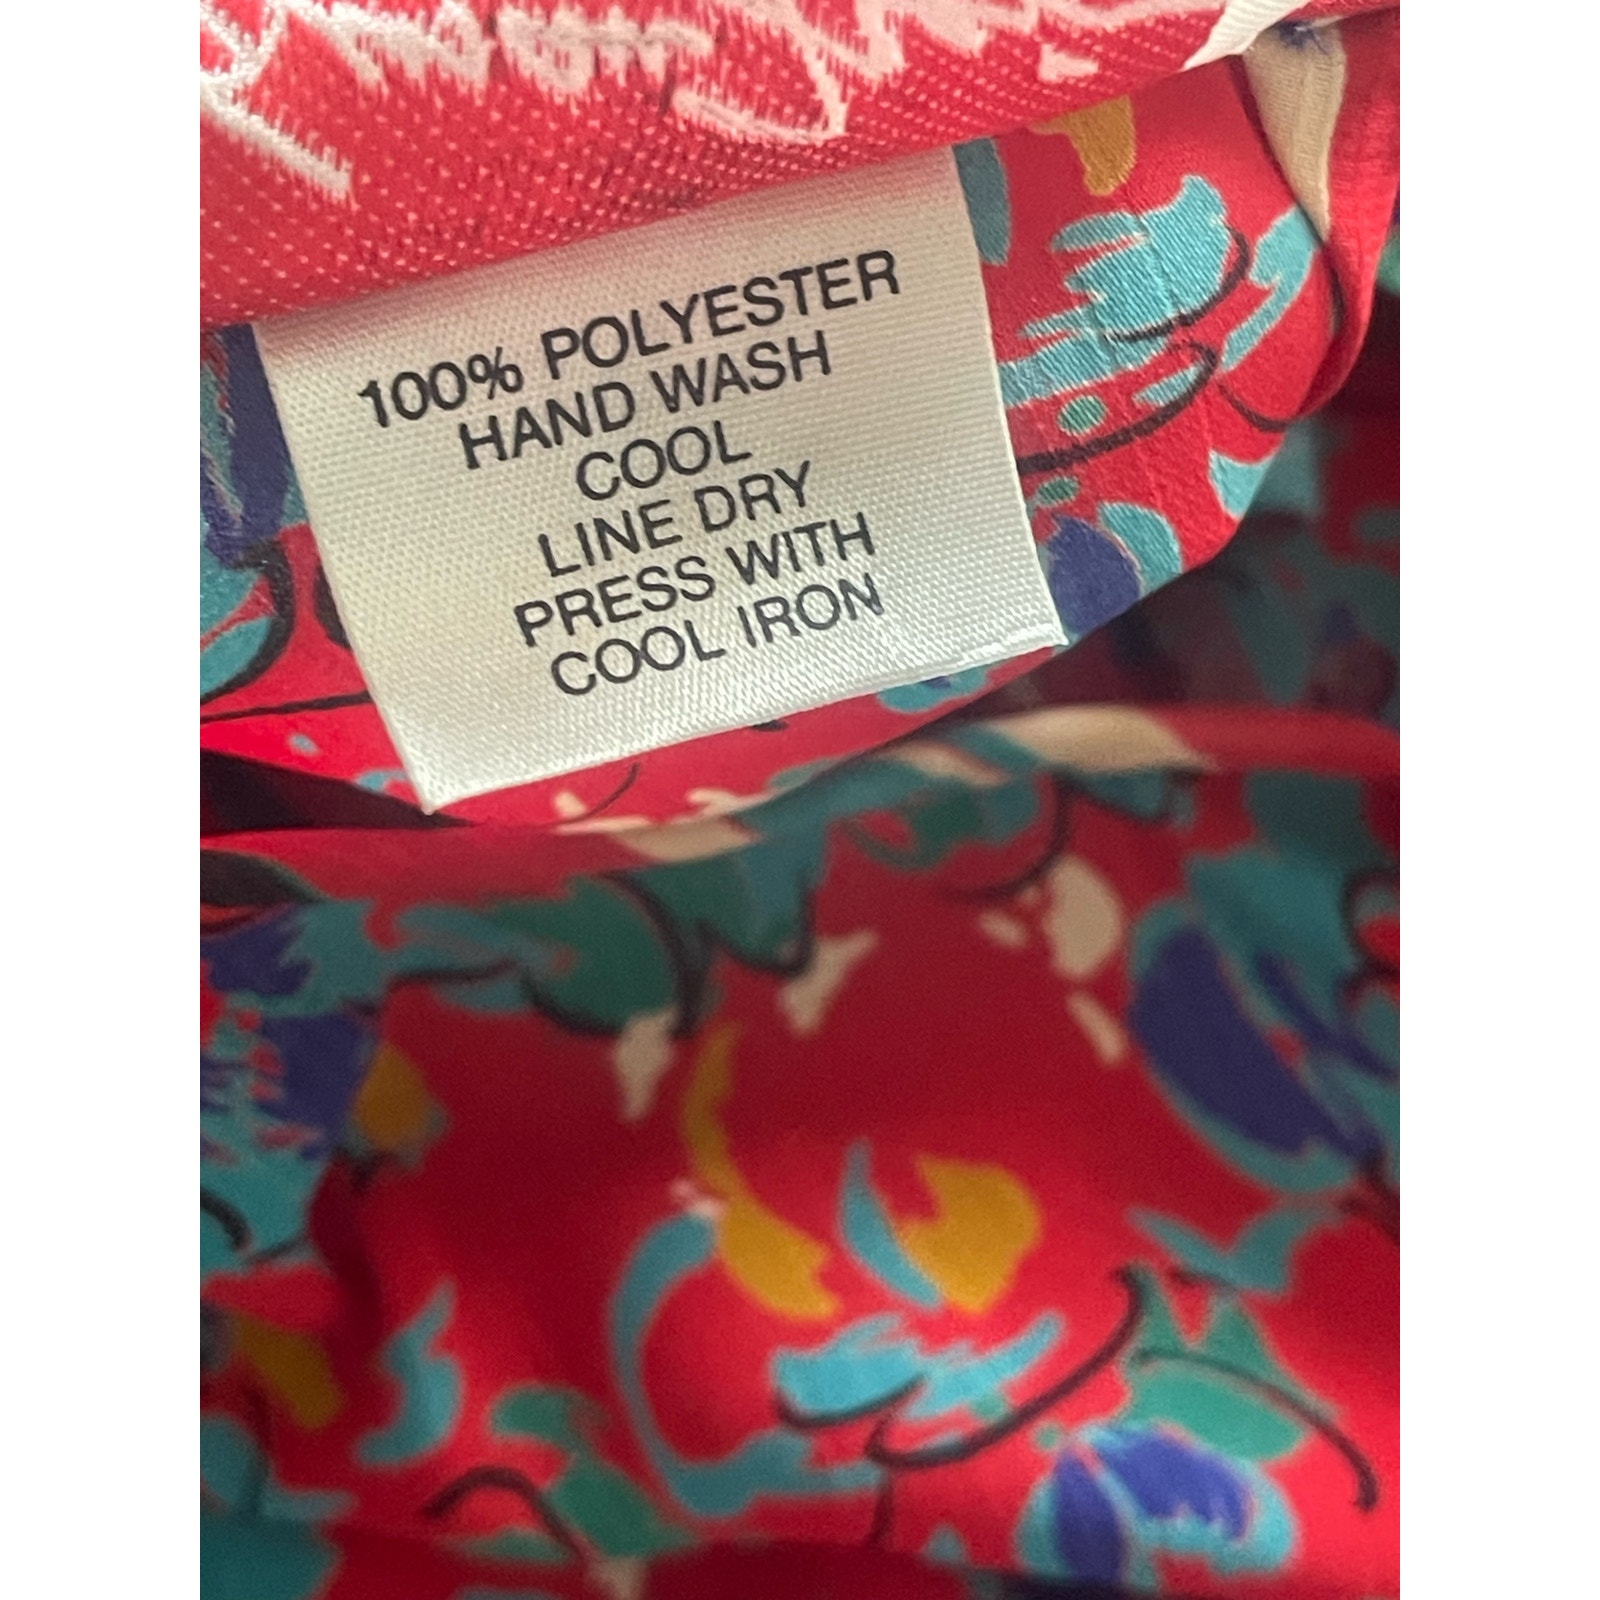 100% POLYESTER
HAND WASH
COOL
LINE DRY
PRESS WITH
COOL IRON